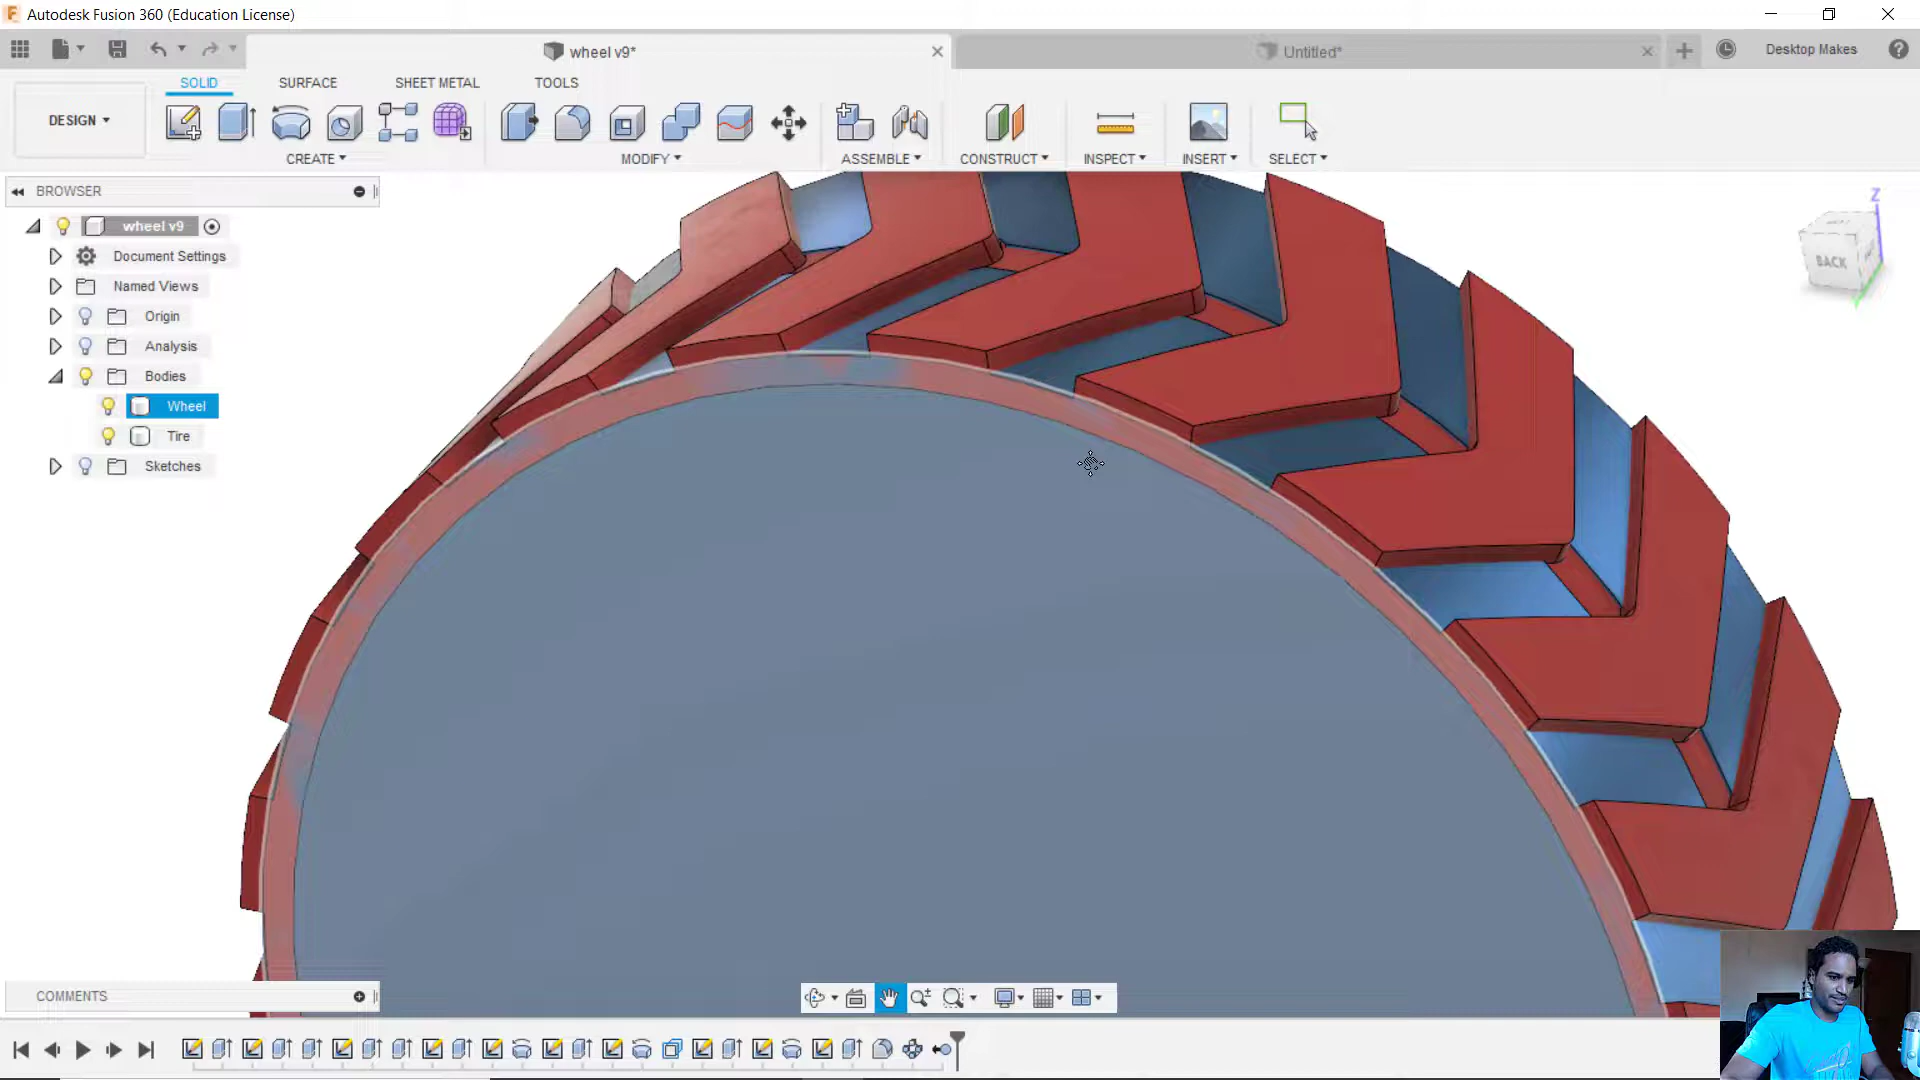 Autodesk Fusion 360 (Education License)
wheel v9*
Untitled*
Desktop Makes
SOLID
SURFACE
SHEET METAL
TOOLS
DESIGN
CREATE
MODIFY
ASSEMBLE
CONSTRUCT
INSPECT
INSERT
SELECT
BROWSER
wheel v9
Document Settings
Named Views
Origin
Analysis
Bodies
Wheel
Tire
Sketches
Z
BACK
COMMENTS